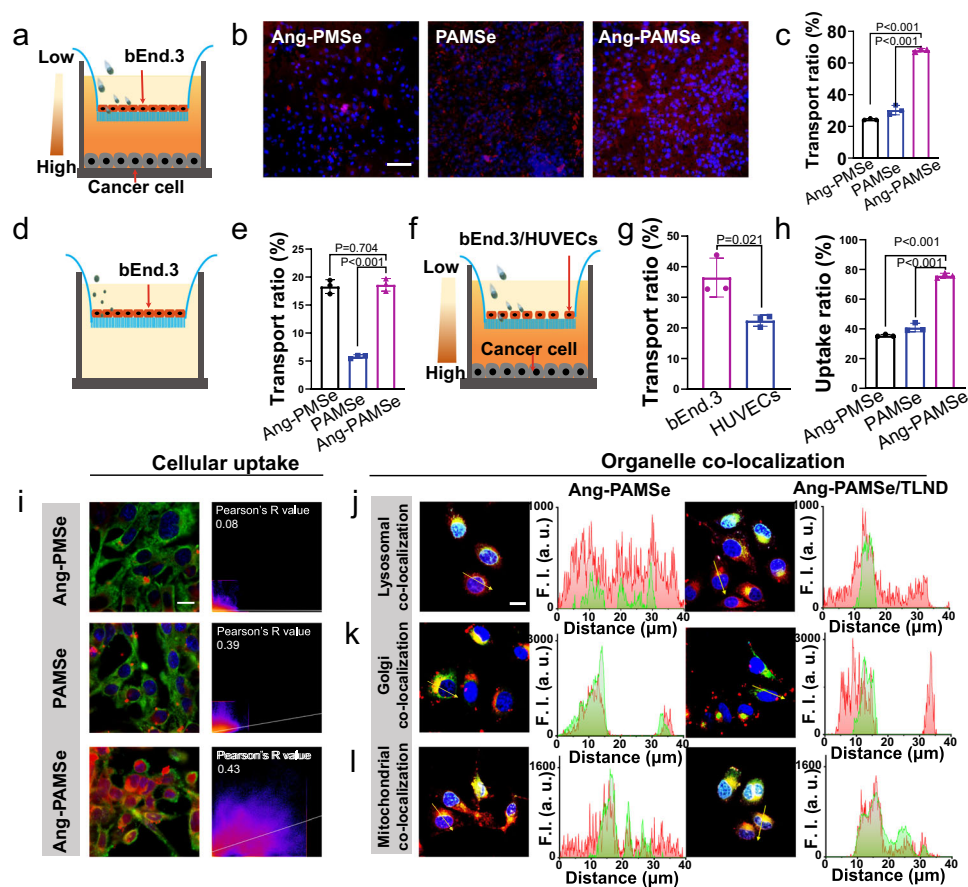 a
Low
High
bEnd.3
Cancer cell
b
Ang-PMSe
PAMSe
Ang-PAMSe
c
Transport ratio (%)
100
80
60
40
20
0
P<0.001
P<0.001
Ang-PMSe
PAMSe
Ang-PAMSe
d
bEnd.3
e
Transport ratio (%)
25
20
15
10
5
0
P=0.704
P<0.001
Ang-PMSe
PAMSe
Ang-PAMSe
f
bEnd.3/HUVECs
Low
High
Cancer cell
g
Transport ratio (%)
50
40
30
20
10
0
P=0.021
bEnd.3
HUVECs
h
Uptake ratio (%)
100
80
60
40
20
0
P<0.001
P<0.001
Ang-PMSe
PAMSe
Ang-PAMSe
Cellular uptake
i
Ang-PMSe
Pearson's R value
0.08
PAMSe
Pearson's R value
0.39
Ang-PAMSe
Pearson's R value
0.43
Organelle co-localization
Ang-PAMSe
Ang-PAMSe/TLND
j
Lysosomal
co-localization
F. I. (a. u.)
1000
0
0 10 20 30 40
Distance (μm)
F. I. (a. u.)
1000
0
0 10 20 30 40
Distance (μm)
k
Golgi
co-localization
F. I. (a. u.)
3000
0
0 10 20 30 40
Distance (μm)
F. I. (a. u.)
3000
0
0 10 20 30 40
Distance (μm)
l
Mitochondrial
co-localization
F. I. (a. u.)
1600
0
0 10 20 30 40
Distance (μm)
F. I. (a. u.)
1600
0
0 10 20 30 40
Distance (μm)